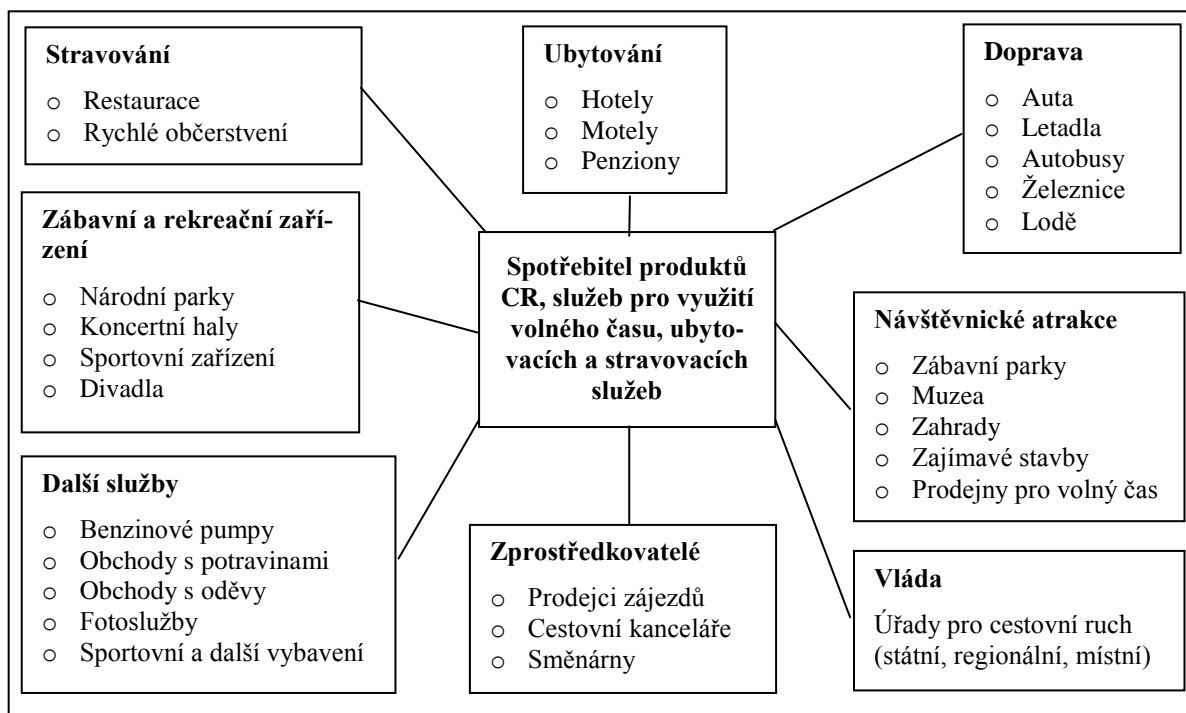 Stravování
o Restaurace
o Rychlé občerstvení
Ubytování
o Hotely
o Motely
o Penziony
Doprava
o Auta
o Letadla
o Autobusy
o Železnice
o Lodě
Zábavní a rekreační zaří-
zení
o Národní parky
o Koncertní haly
o Sportovní zařízení
o Divadla
Spotřebitel produktů
CR, služeb pro využití
volného času, ubyto-
vacích a stravovacích
služeb
Návštěvnické atrakce
o Zábavní parky
o Muzea
o Zahrady
o Zajímavé stavby
o Prodejny pro volný čas
Další služby
o Benzinové pumpy
o Obchody s potravinami
o Obchody s oděvy
o Fotoslužby
o Sportovní a další vybavení
Zprostředkovatelé
o Prodejci zájezdů
o Cestovní kanceláře
o Směnárny
Vláda
Úřady pro cestovní ruch
(státní, regionální, místní)